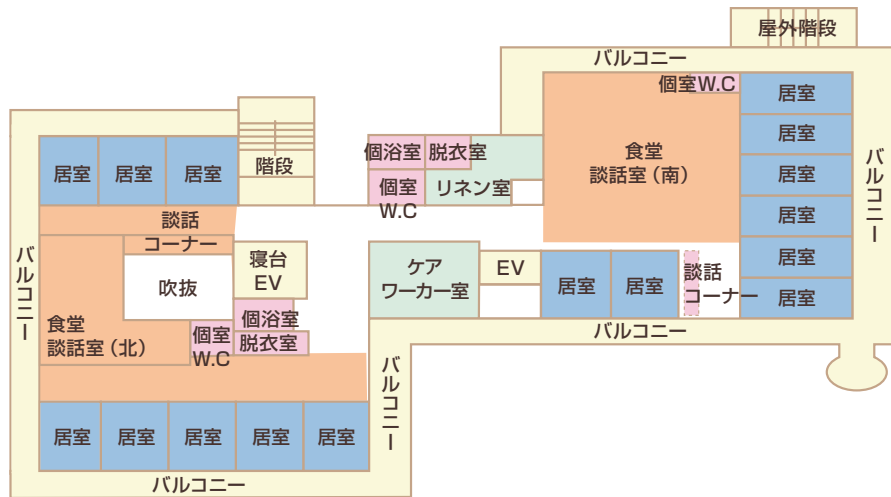 屋外階段
バルコニー
個室W.C
居室
居室
居室
居室
居室
居室
食堂
談話室（南）
バルコニー
個浴室
脱衣室
個室
W.C
リネン室
階段
居室
居室
居室
談話
コーナー
バルコニー
吹抜
寝台
EV
ケア
ワーカー室
EV
居室
居室
談話
コーナー
バルコニー
食堂
談話室（北）
個室
W.C
個浴室
脱衣室
バルコニー
居室
居室
居室
居室
居室
バルコニー